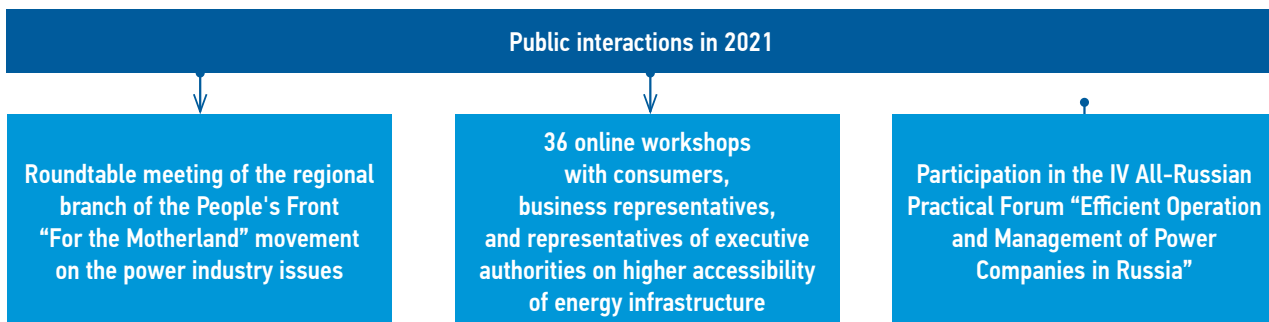 Public interactions in 2021
Roundtable meeting of the regional
branch of the People's Front
“For the Motherland” movement
on the power industry issues
36 online workshops
with consumers,
business representatives,
and representatives of executive
authorities on higher accessibility
of energy infrastructure
Participation in the IV All-Russian
Practical Forum “Efficient Operation
and Management of Power
Companies in Russia”